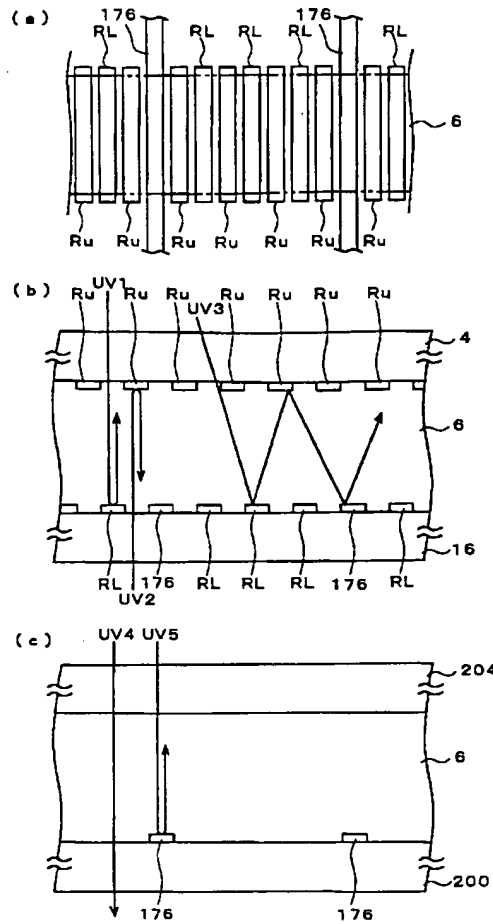 (a)
176 176
RL RL RL RL RL
6
Ru Ru Ru Ru Ru Ru Ru
(b)
UV1
Ru Ru Ru UV3 Ru Ru Ru Ru
4
6
16
RL 176 RL RL RL 176 RL
UV2
(c)
UV4 UV5
204
6
200
176 176